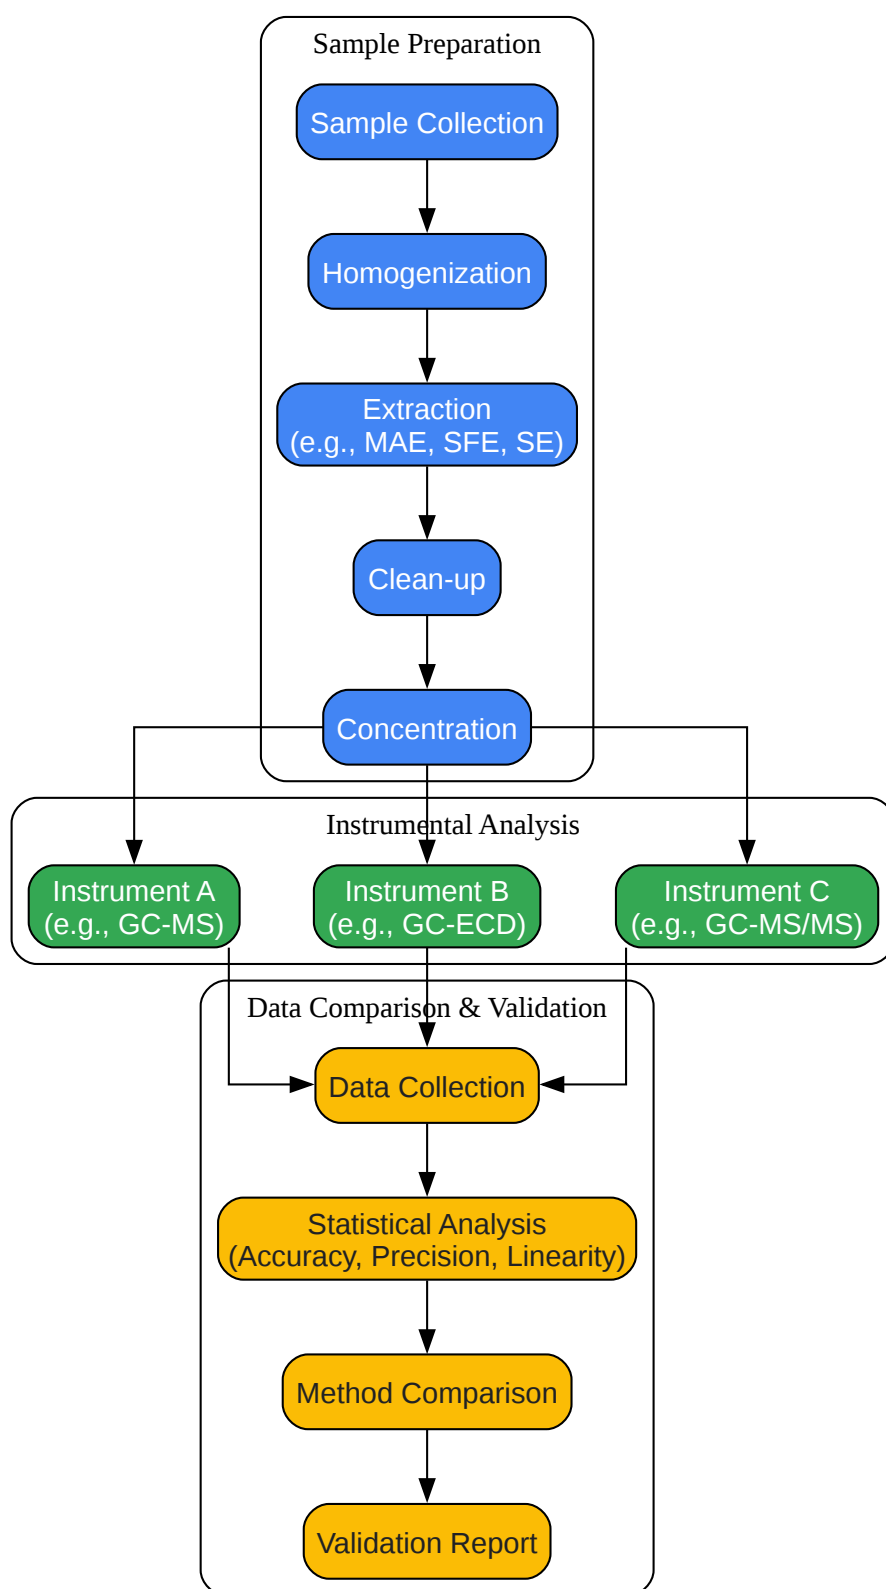 Sample Preparation
Sample Collection
Homogenization
Extraction
(e.g., MAE, SFE, SE)
Clean-up
Concentration
Instrumental Analysis
Instrument A
(e.g., GC-MS)
Instrument B
(e.g., GC-ECD)
Instrument C
(e.g., GC-MS/MS)
Data Comparison & Validation
Data Collection
Statistical Analysis
(Accuracy, Precision, Linearity)
Method Comparison
Validation Report